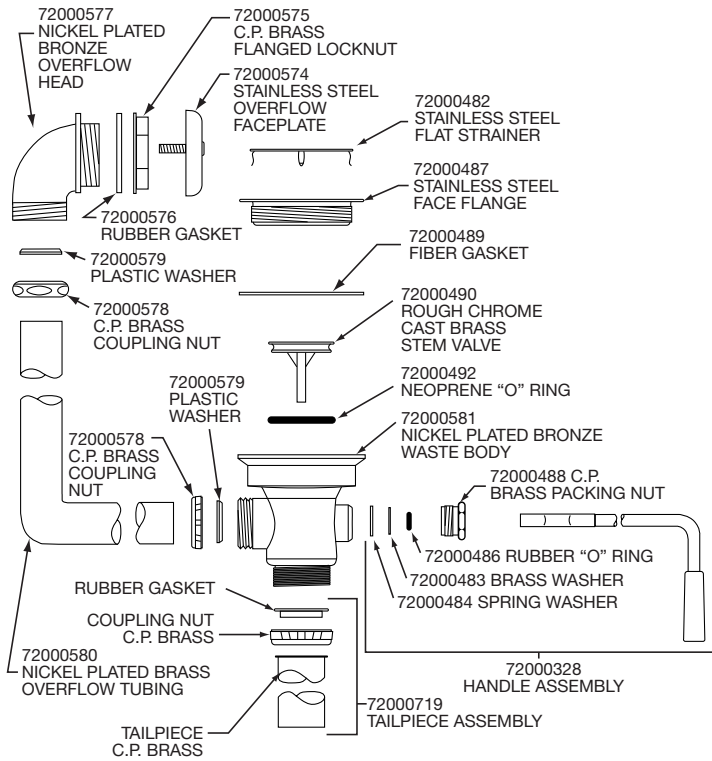 72000577
NICKEL PLATED
BRONZE
OVERFLOW
HEAD
72000575
C.P. BRASS
FLANGED LOCKNUT
72000574
STAINLESS STEEL
OVERFLOW
FACEPLATE
72000482
STAINLESS STEEL
FLAT STRAINER
72000487
STAINLESS STEEL
FACE FLANGE
72000576
RUBBER GASKET
72000489
FIBER GASKET
72000579
PLASTIC WASHER
72000578
C.P. BRASS
COUPLING NUT
72000490
ROUGH CHROME
CAST BRASS
STEM VALVE
72000579
PLASTIC
WASHER
72000492
NEOPRENE “O” RING
72000581
NICKEL PLATED BRONZE
WASTE BODY
72000578
C.P. BRASS
COUPLING
NUT
72000488 C.P.
BRASS PACKING NUT
72000486 RUBBER “O” RING
72000483 BRASS WASHER
72000484 SPRING WASHER
RUBBER GASKET
COUPLING NUT
C.P. BRASS
72000580
NICKEL PLATED BRASS
OVERFLOW TUBING
72000328
HANDLE ASSEMBLY
72000719
TAILPIECE ASSEMBLY
TAILPIECE
C.P. BRASS